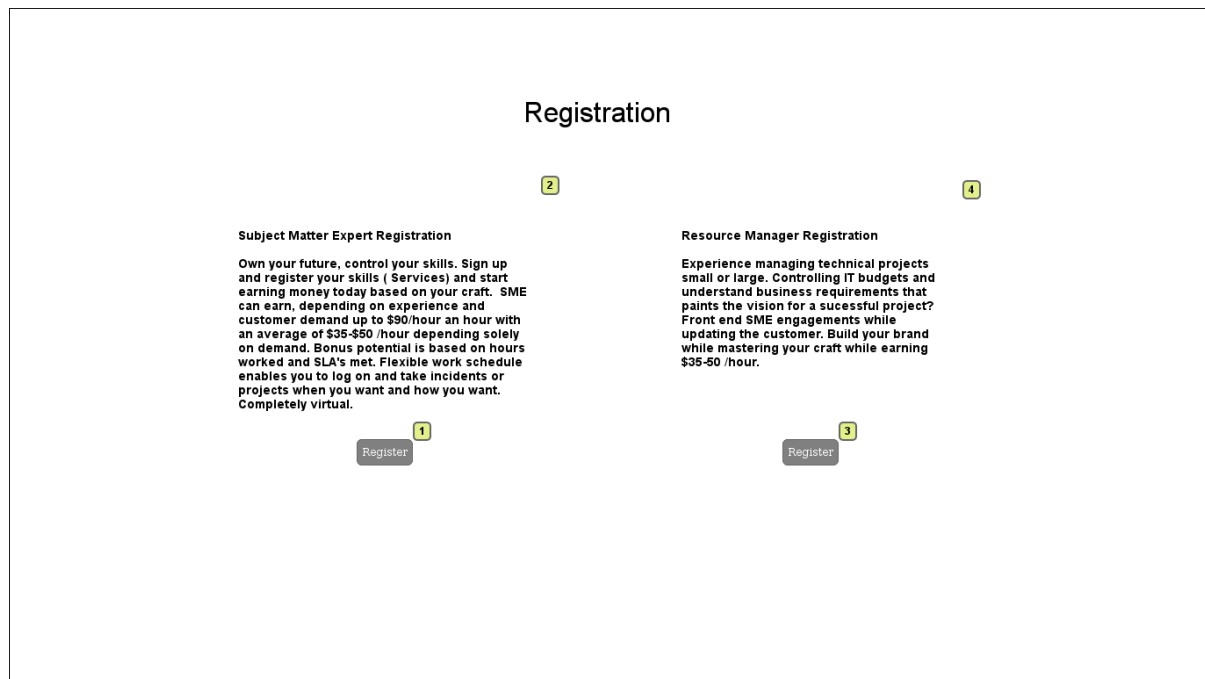 Registration
2
4
Subject Matter Expert Registration
Own your future, control your skills. Sign up
and register your skills ( Services) and start
earning money today based on your craft.  SME
can earn, depending on experience and
customer demand up to $90/hour an hour with
an average of $35-$50 /hour depending solely
on demand. Bonus potential is based on hours
worked and SLA's met. Flexible work schedule
enables you to log on and take incidents or
projects when you want and how you want.
Completely virtual.
1
Register
Resource Manager Registration
Experience managing technical projects
small or large. Controlling IT budgets and
understand business requirements that
paints the vision for a sucessful project?
Front end SME engagements while
updating the customer. Build your brand
while mastering your craft while earning
$35-50 /hour.
3
Register